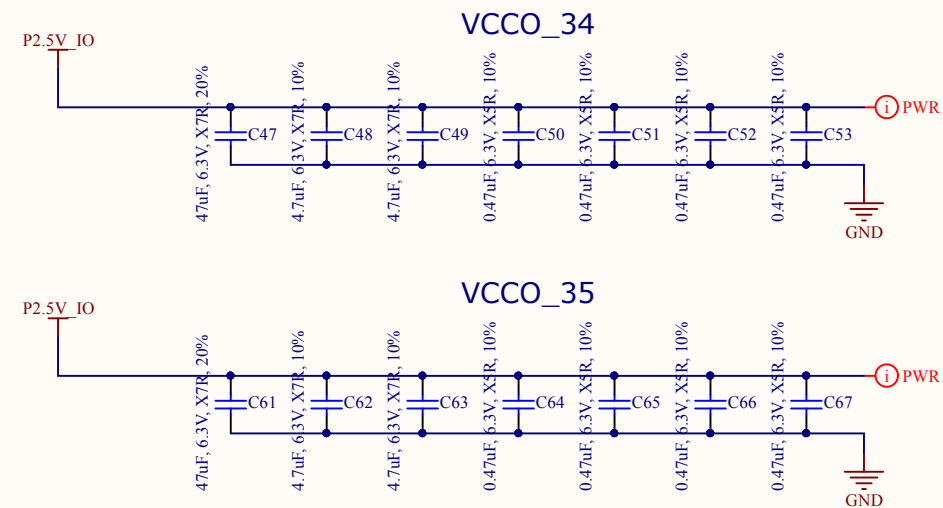 VCCO_34
P2.5V_IO
47uF, 6.3V, X7R, 20%
C47
4.7uF, 6.3V, X7R, 10%
C48
4.7uF, 6.3V, X7R, 10%
C49
0.47uF, 6.3V, X5R, 10%
C50
0.47uF, 6.3V, X5R, 10%
C51
0.47uF, 6.3V, X5R, 10%
C52
0.47uF, 6.3V, X5R, 10%
C53
i PWR
GND
VCCO_35
P2.5V_IO
47uF, 6.3V, X7R, 20%
C61
4.7uF, 6.3V, X7R, 10%
C62
4.7uF, 6.3V, X7R, 10%
C63
0.47uF, 6.3V, X5R, 10%
C64
0.47uF, 6.3V, X5R, 10%
C65
0.47uF, 6.3V, X5R, 10%
C66
0.47uF, 6.3V, X5R, 10%
C67
i PWR
GND